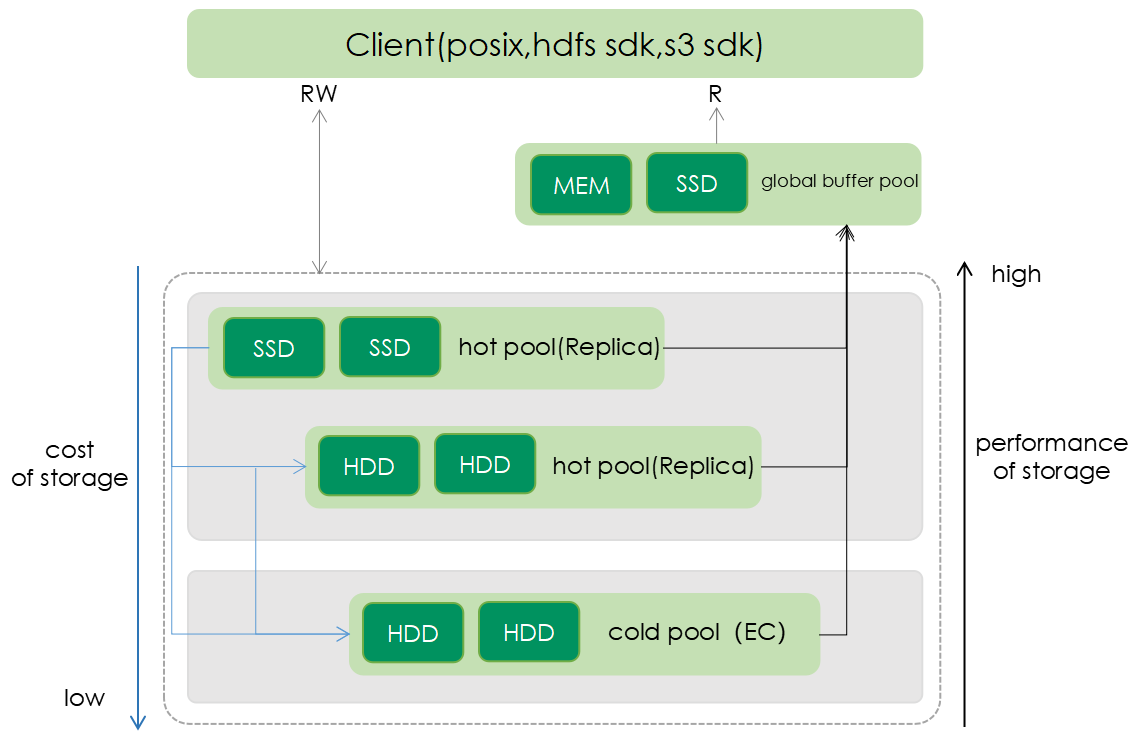 Client(posix,hdfs sdk,s3 sdk)
RW
R
MEM
SSD
global buffer pool
high
SSD
SSD
hot pool(Replica)
cost
of storage
performance
of storage
HDD
HDD
hot pool(Replica)
HDD
HDD
cold pool（EC）
low